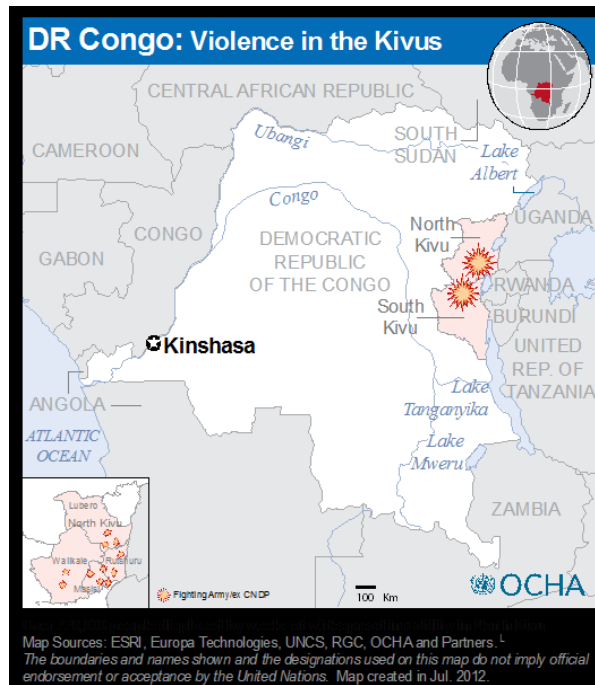 DR Congo: Violence in the Kivus
CENTRAL AFRICAN REPUBLIC
Ubangi
SOUTH
SUDAN
CAMEROON
Lake
Albert
Congo
North
Kivu
UGANDA
CONGO
DEMOCRATIC
REPUBLIC
OF THE CONGO
GABON
RWANDA
South
Kivu
BURUNDI
Kinshasa
UNITED
REP. OF
TANZANIA
Lake
Tanganyika
ANGOLA
ATLANTIC
OCEAN
Lake
Mweru
ZAMBIA
Lubero
North Kivu
Walikale
Rutshuru
Masisi
Fighting Army/ex CNDP
100 Km
OCHA
Map Sources: ESRI, Europa Technologies, UNCS, RGC, OCHA and Partners.
The boundaries and names shown and the designations used on this map do not imply official
endorsement or acceptance by the United Nations. Map created in Jul. 2012.